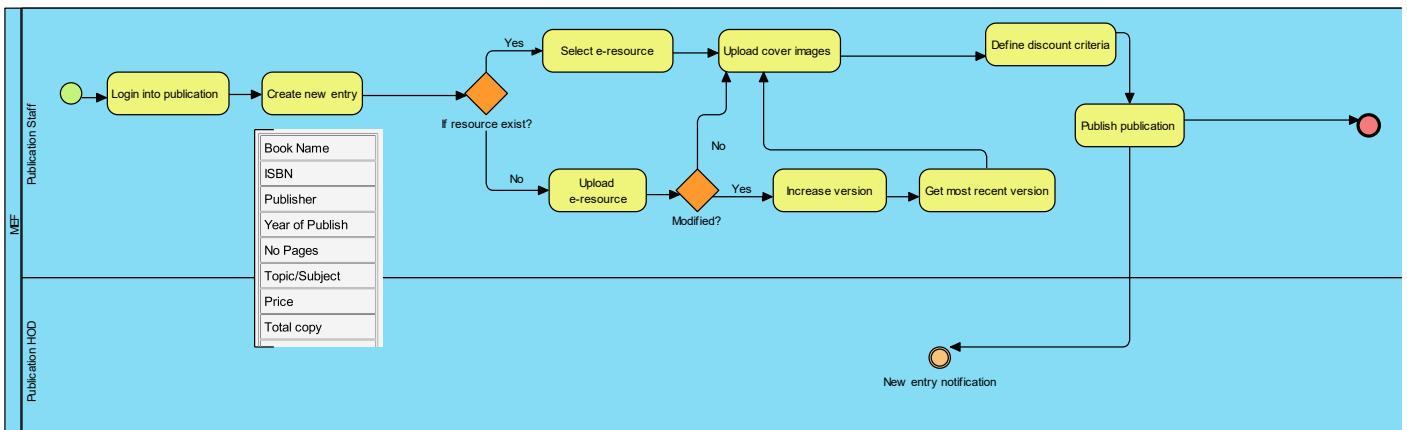 MEF
Publication Staff
Login into publication
Create new entry
If resource exist?
Yes
Select e-resource
Upload cover images
Define discount criteria
Publish publication
No
Upload
e-resource
Modified?
No
Yes
Increase version
Get most recent version
Book Name
ISBN
Publisher
Year of Publish
No Pages
Topic/Subject
Price
Total copy
Publication HOD
New entry notification